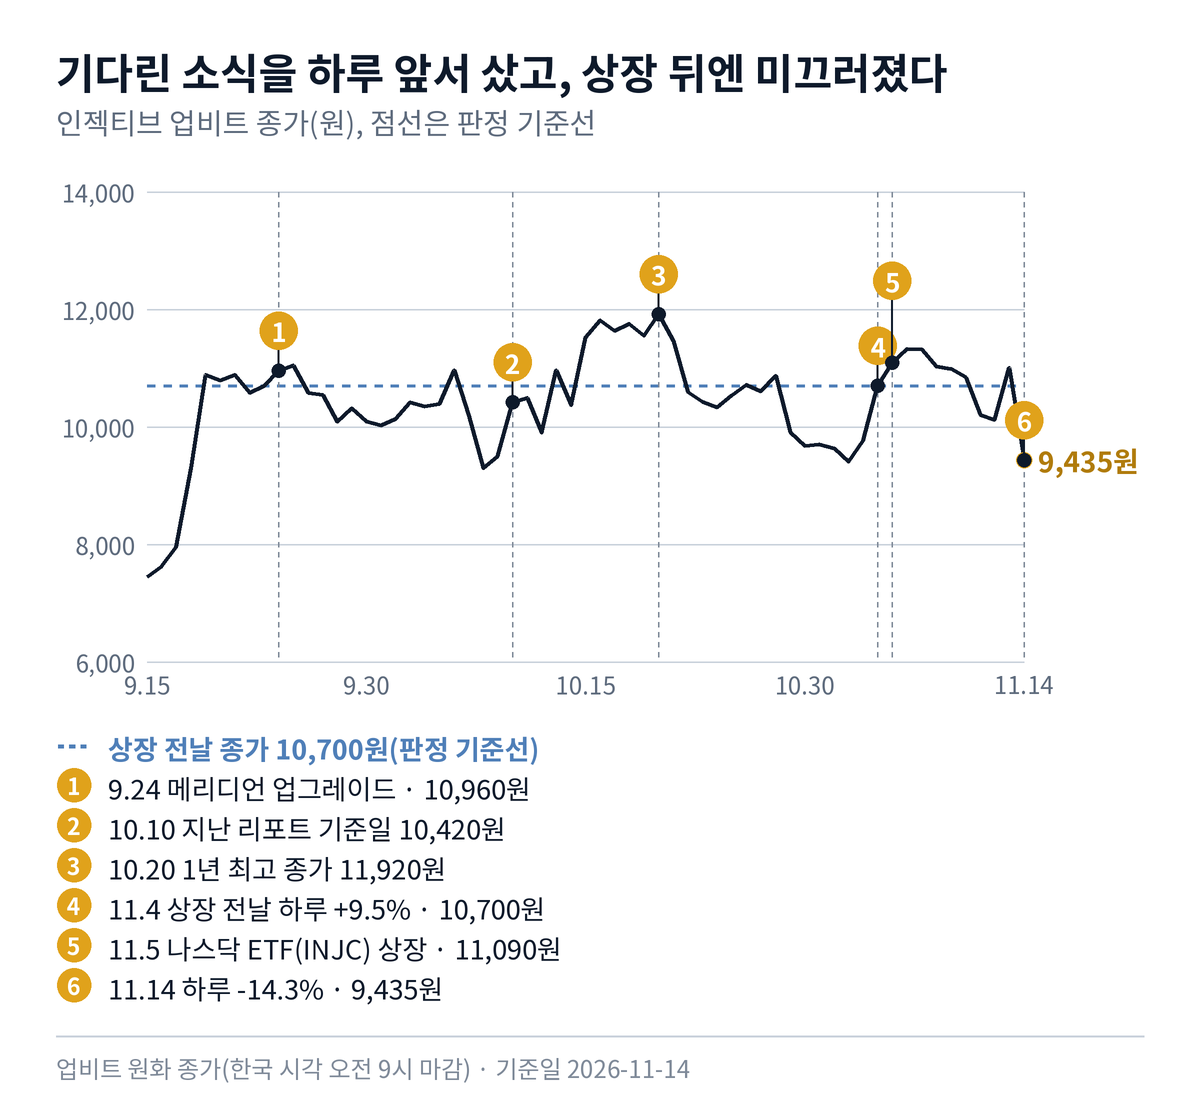 기다린 소식을 하루 앞서 샀고, 상장 뒤엔 미끄러졌다
인젝티브 업비트 종가(원), 점선은 판정 기준선
14,000
12,000
10,000
8,000
6,000
1
2
3
4
5
6
9,435원
9.15
9.30
10.15
10.30
11.14
상장 전날 종가 10,700원(판정 기준선)
1 9.24 메리디언 업그레이드 · 10,960원
2 10.10 지난 리포트 기준일 10,420원
3 10.20 1년 최고 종가 11,920원
4 11.4 상장 전날 하루 +9.5% · 10,700원
5 11.5 나스닥 ETF(INJC) 상장 · 11,090원
6 11.14 하루 -14.3% · 9,435원
업비트 원화 종가(한국 시각 오전 9시 마감) · 기준일 2026-11-14